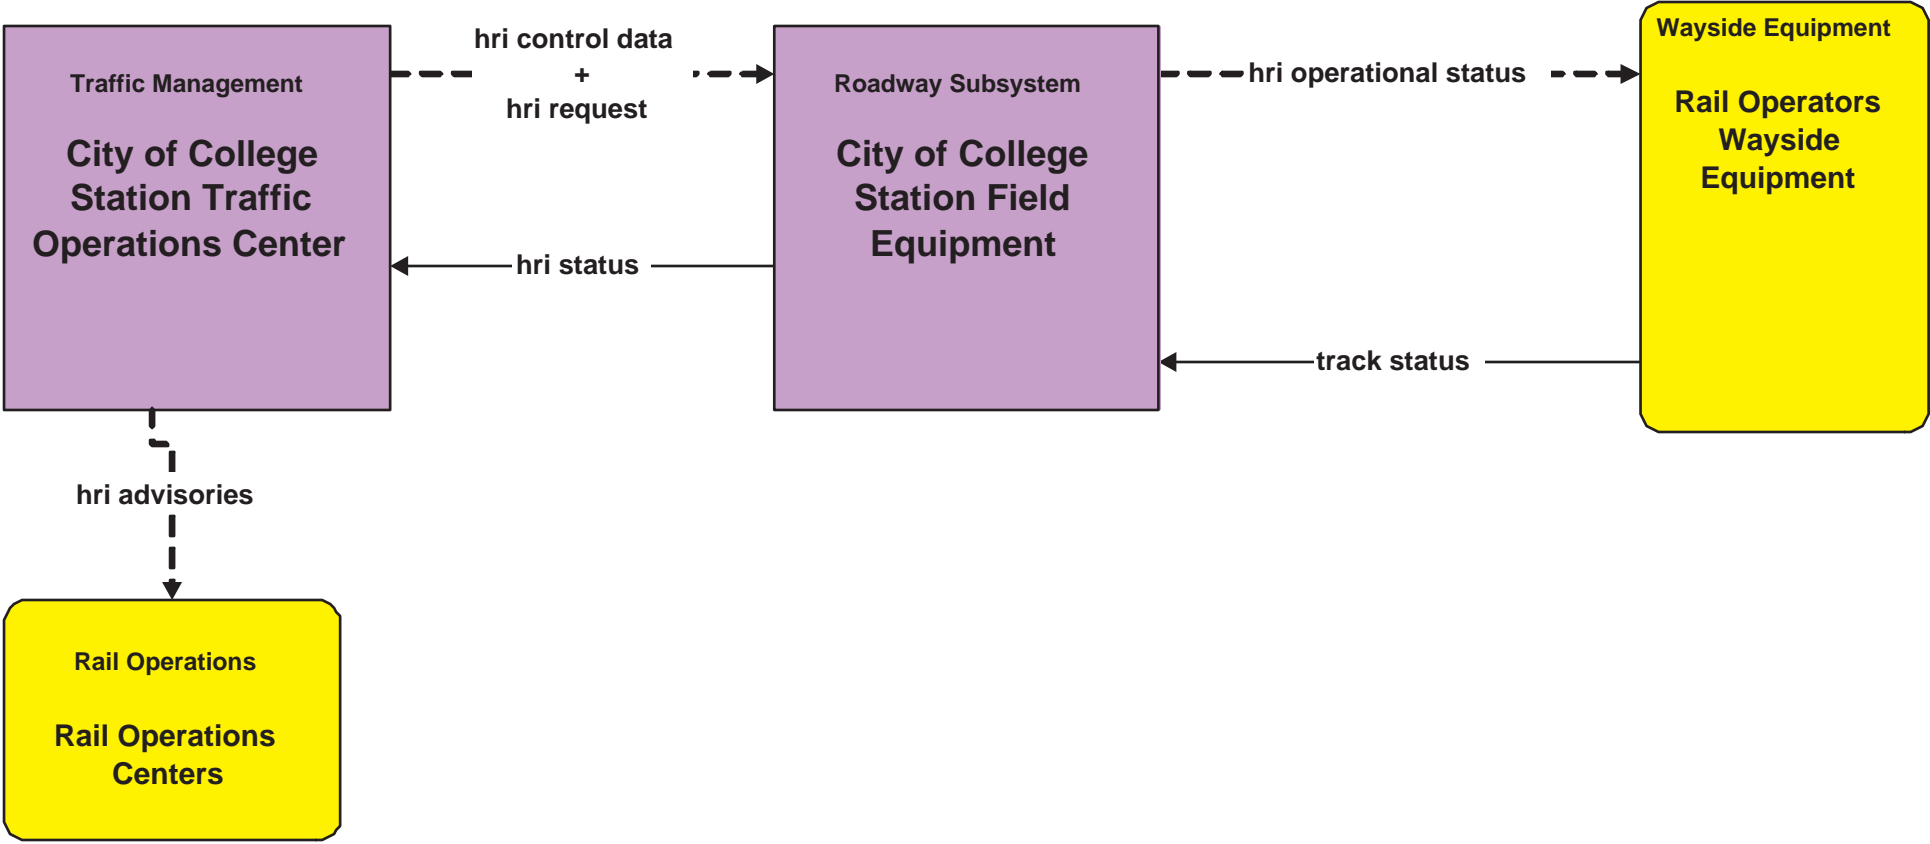 Traffic Management
City of College
Station Traffic
Operations Center
hri control data
+
hri request
Roadway Subsystem
City of College
Station Field
Equipment
hri operational status
Wayside Equipment
Rail Operators
Wayside
Equipment
hri status
track status
hri advisories
Rail Operations
Rail Operations
Centers